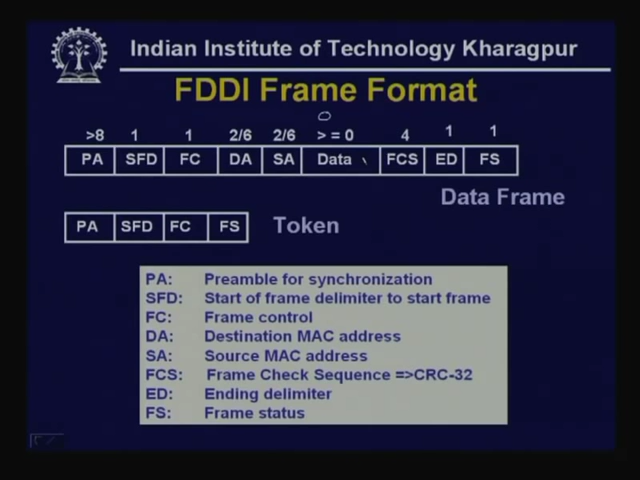 Indian Institute of Technology Kharagpur
FDDI Frame Format
>8 1 1 2/6 2/6 > = 0 4 1 1
PA SFD FC DA SA Data FCS ED FS
Data Frame
PA SFD FC FS Token
PA: Preamble for synchronization
SFD: Start of frame delimiter to start frame
FC: Frame control
DA: Destination MAC address
SA: Source MAC address
FCS: Frame Check Sequence =>CRC-32
ED: Ending delimiter
FS: Frame status